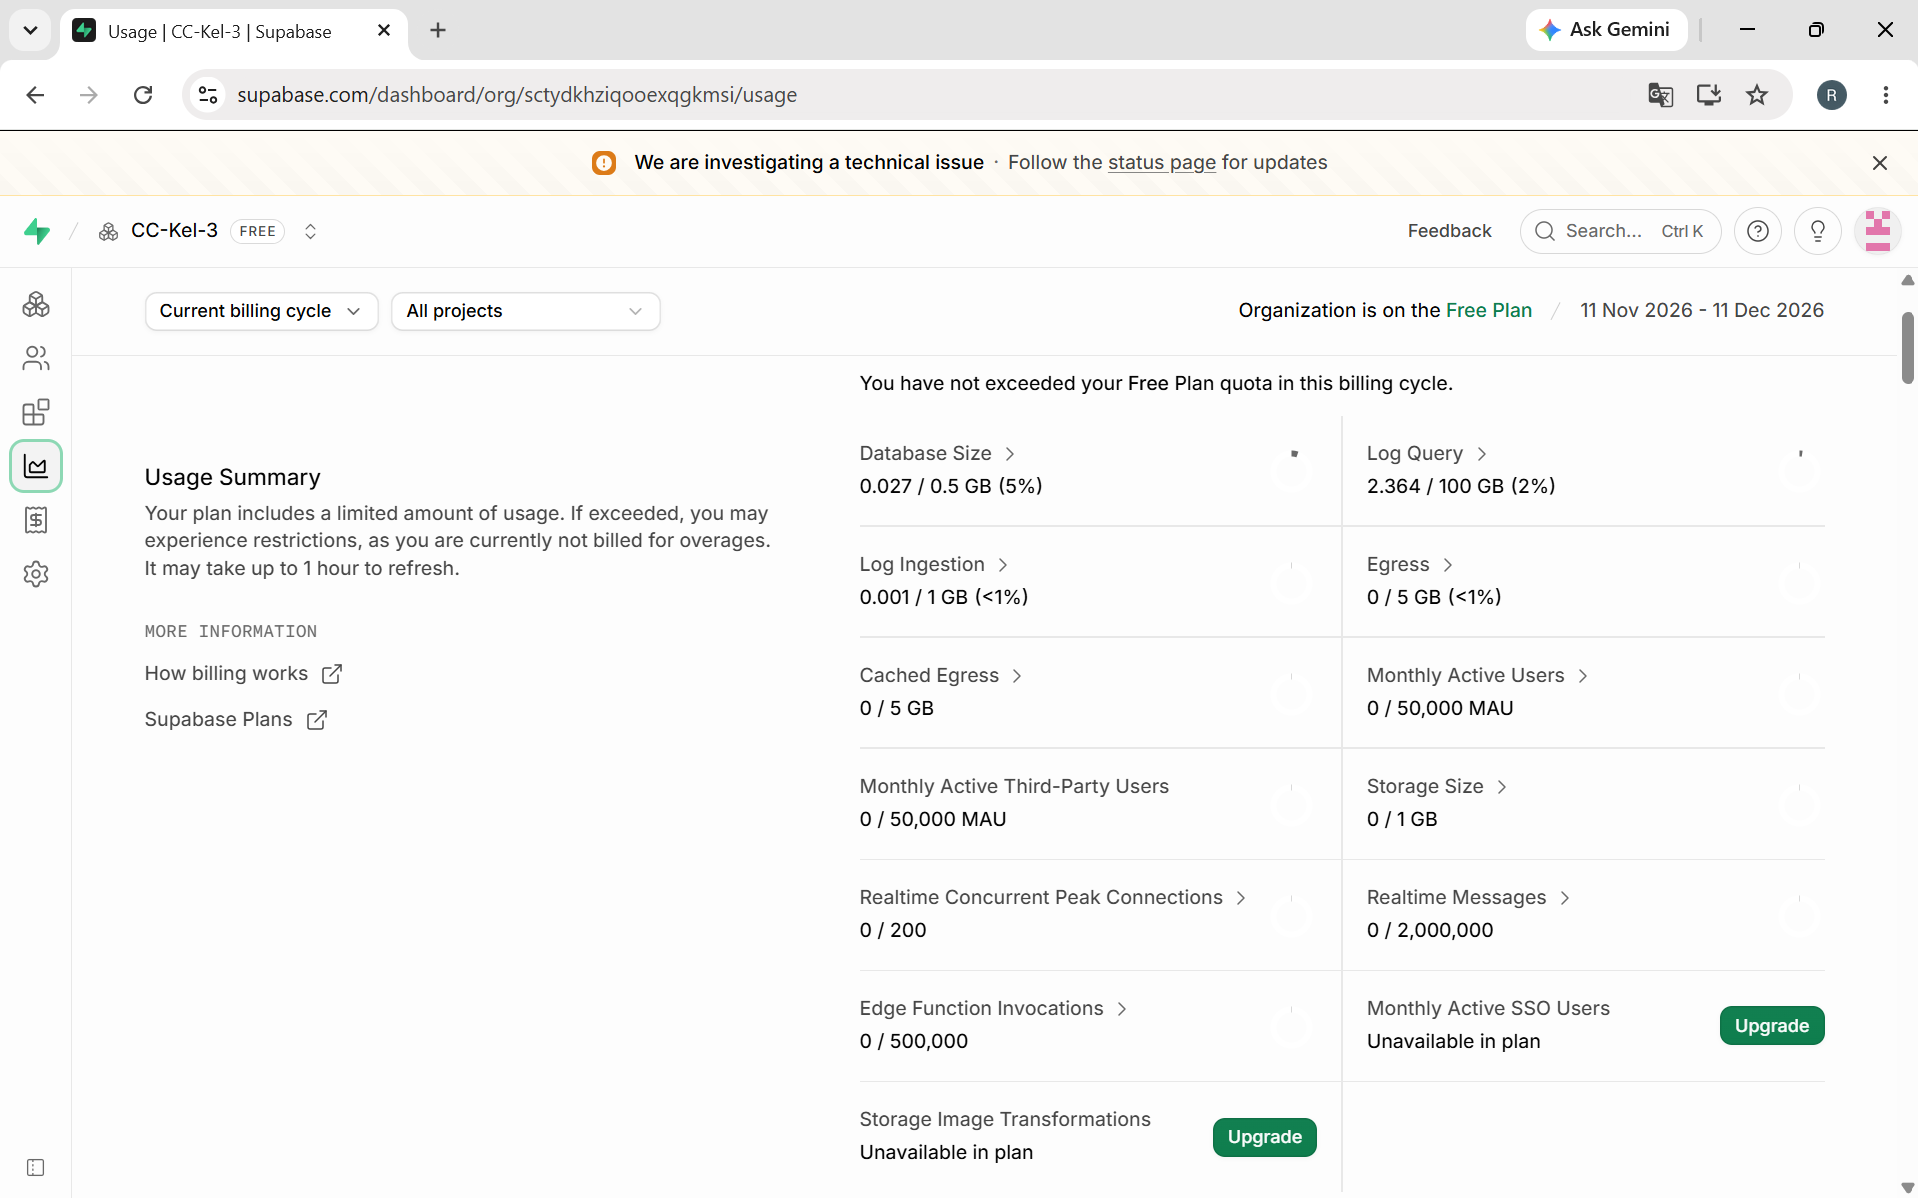 Usage | CC-Kel-3 | Supabase
Ask Gemini
supabase.com/dashboard/org/sctydkhziqooexqgkmsi/usage
R
We are investigating a technical issue · Follow the status page for updates
/ CC-Kel-3 FREE
Feedback
Search... Ctrl K
Current billing cycle
All projects
Organization is on the Free Plan / 11 Nov 2026 - 11 Dec 2026
You have not exceeded your Free Plan quota in this billing cycle.
Usage Summary
Your plan includes a limited amount of usage. If exceeded, you may
experience restrictions, as you are currently not billed for overages.
It may take up to 1 hour to refresh.
MORE INFORMATION
How billing works
Supabase Plans
Database Size
0.027 / 0.5 GB (5%)
Log Query
2.364 / 100 GB (2%)
Log Ingestion
0.001 / 1 GB (<1%)
Egress
0 / 5 GB (<1%)
Cached Egress
0 / 5 GB
Monthly Active Users
0 / 50,000 MAU
Monthly Active Third-Party Users
0 / 50,000 MAU
Storage Size
0 / 1 GB
Realtime Concurrent Peak Connections
0 / 200
Realtime Messages
0 / 2,000,000
Edge Function Invocations
0 / 500,000
Monthly Active SSO Users
Unavailable in plan
Upgrade
Storage Image Transformations
Unavailable in plan
Upgrade